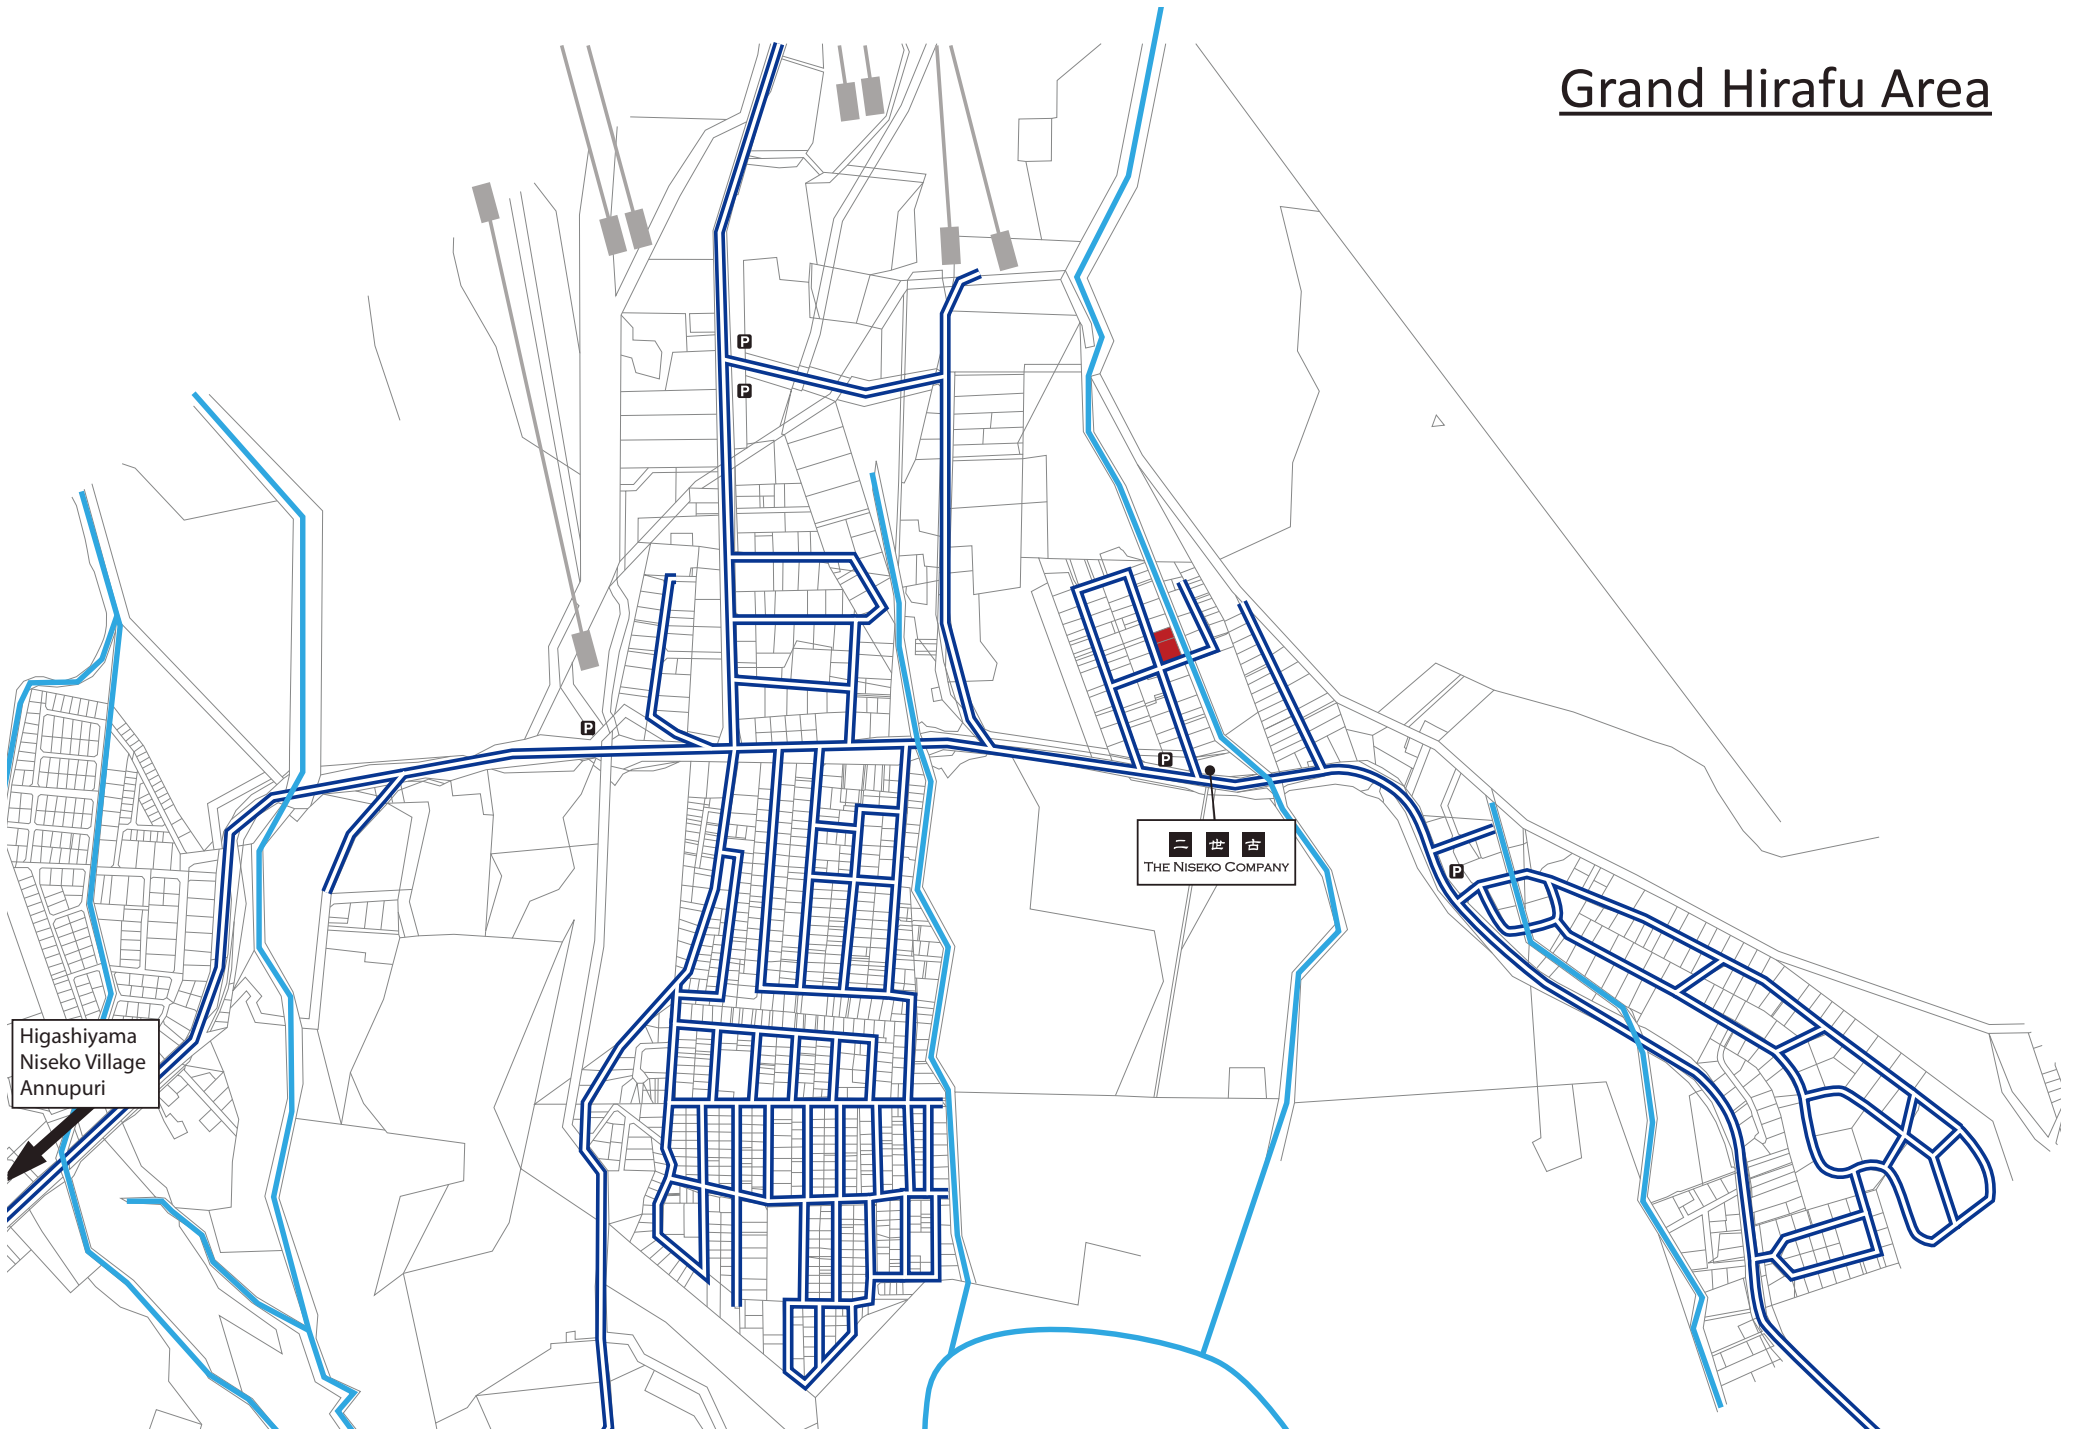 Grand Hirafu Area
P
P
P
P
二世古
THE NISEKO COMPANY
P
Higashiyama
Niseko Village
Annupuri